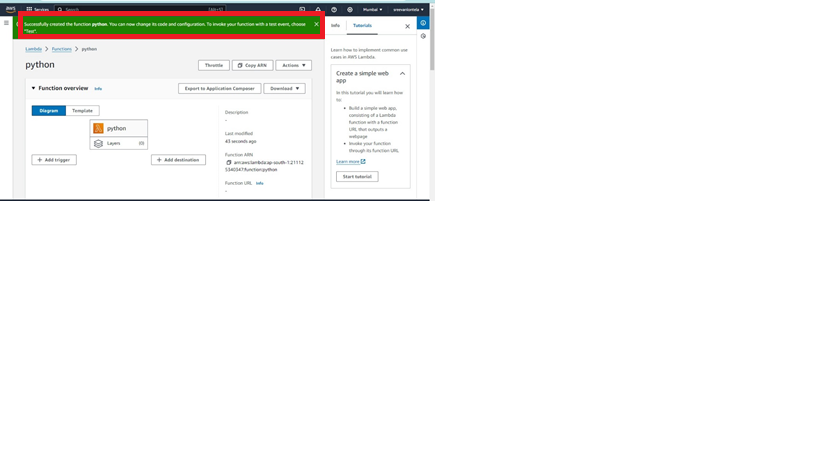 aws
Services
Search
[Alt+S]
Mumbai
Successfully created the function python. You can now change its code and configuration. To invoke your function with a test event, choose
"Test".
Lambda > Functions > python
python
Throttle
Copy ARN
Actions
Function overview Info
Export to Application Composer
Download
Diagram
Template
python
Layers (0)
+ Add trigger
+ Add destination
Description
-
Last modified
43 seconds ago
Function ARN
Function URL Info
-
Info
Tutorials
Learn how to implement common use
cases in AWS Lambda.
Create a simple web
app
In this tutorial you will learn how
to:
• Build a simple web app,
consisting of a Lambda
function with a function
URL that outputs a
webpage
• Invoke your function
through its function URL
Learn more
Start tutorial